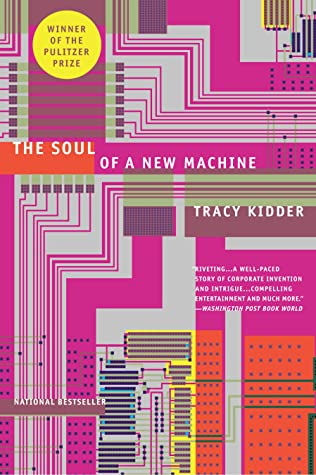 WINNER
OF THE
PULITZER
PRIZE
THE SOUL OF A NEW MACHINE
TRACY KIDDER
"RIVETING...A WELL-PACED
STORY OF CORPORATE INVENTION
AND INTRIGUE...COMPELLING
ENTERTAINMENT AND MUCH MORE."
—WASHINGTON POST BOOK WORLD
NATIONAL BESTSELLER